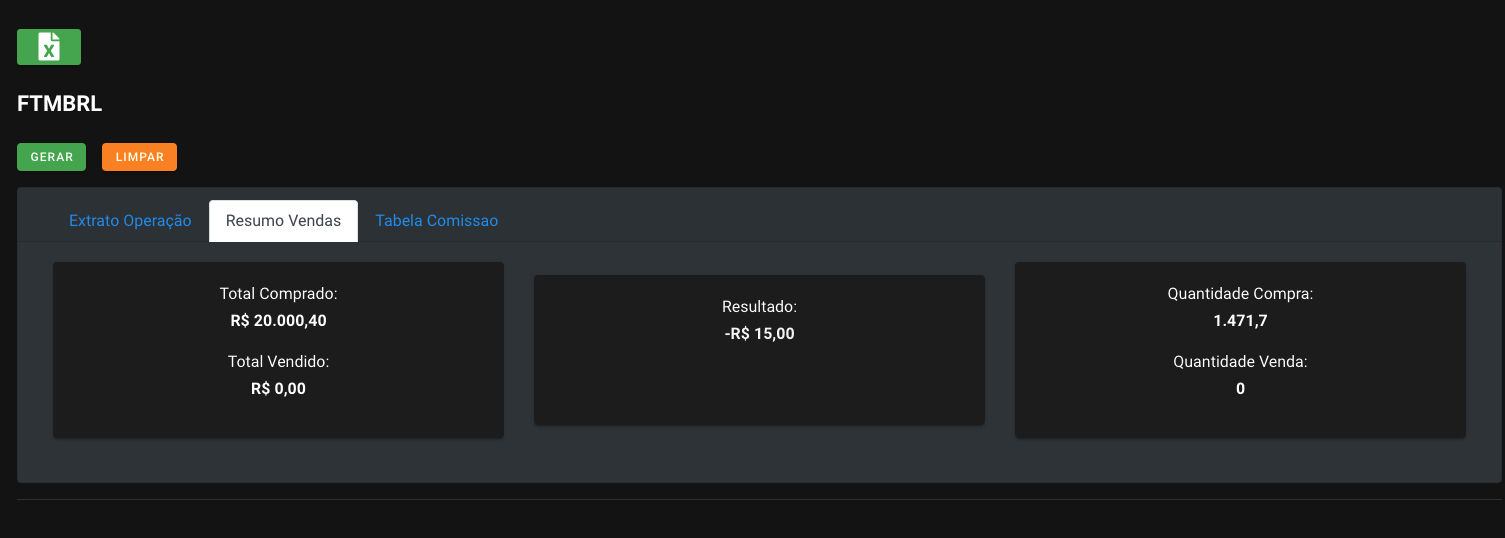 FTMBRL
GERAR
LIMPAR
Extrato Operação
Resumo Vendas
Tabela Comissao
Total Comprado:
R$ 20.000,40
Total Vendido:
R$ 0,00
Resultado:
-R$ 15,00
Quantidade Compra:
1.471,7
Quantidade Venda:
0